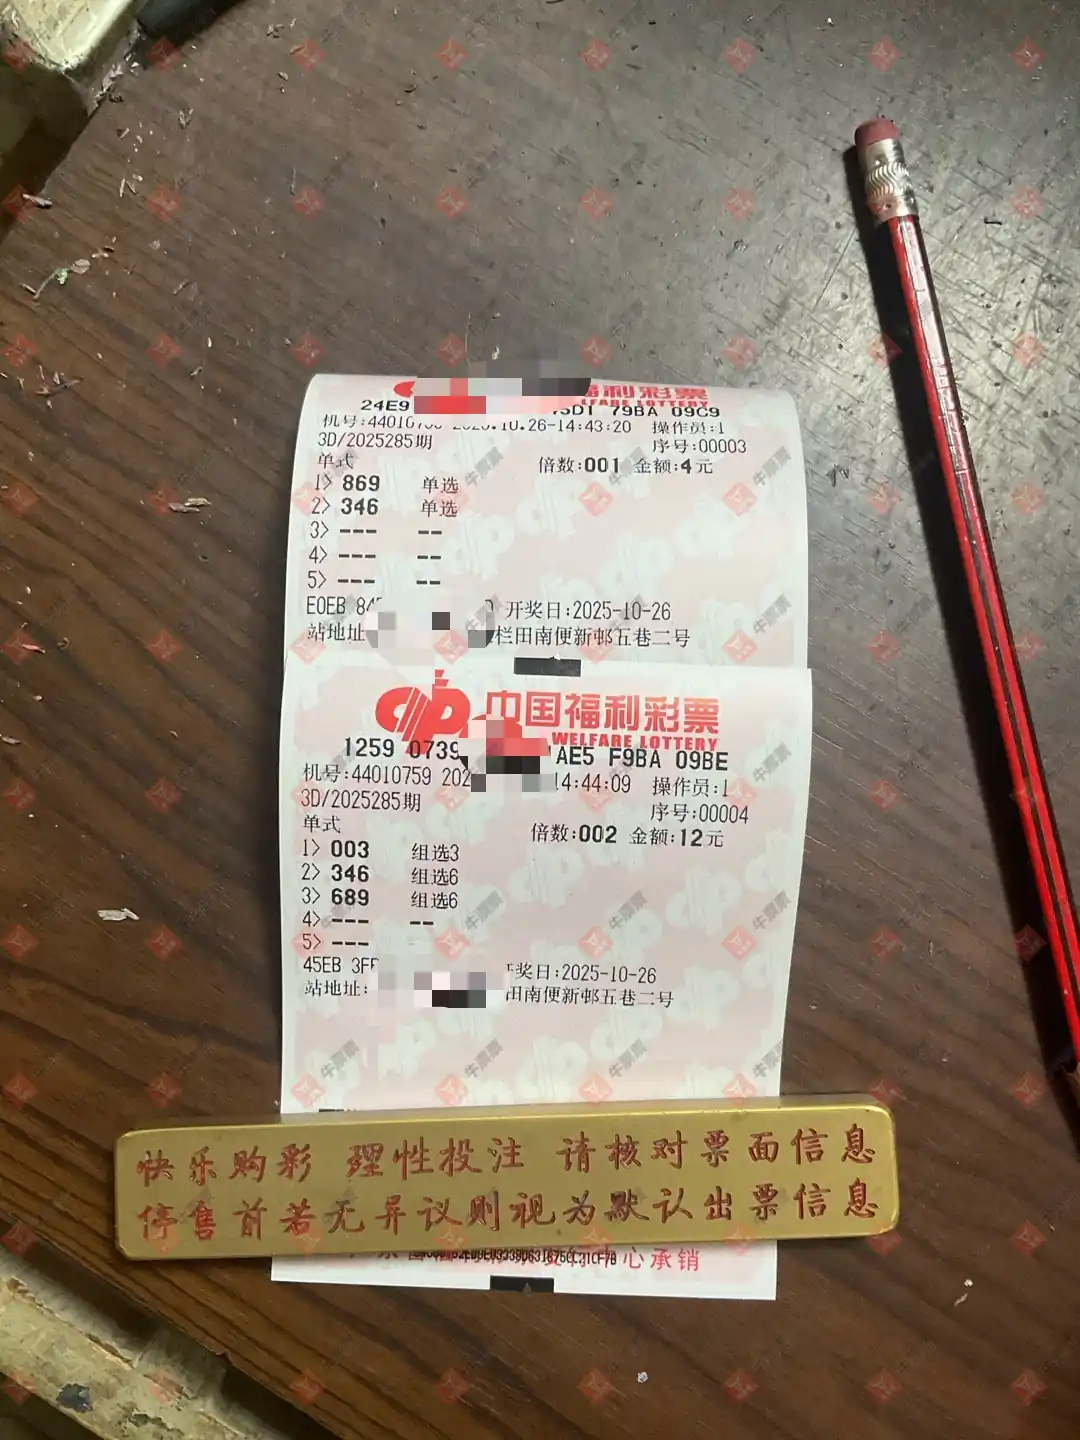 福利彩票
LFARE LOTTERY
24E9 5D1 79BA 09C9
机号:440107 10.26-14:43:20 操作员:1
3D/2025285期 序号:00003
单式 倍数:001 金额:4元
1> 869 单选
2> 346 单选
3> --- --
4> --- --
5> --- --
E0EB 开奖日:2025-10-26
站地址 栏田南便新邨五巷二号
中国福利彩票
WELFARE LOTTERY
1259 0739 AE5 F9BA 09BE
机号:44010759 202 14:44:09 操作员:1
3D/2025285期 序号:00004
单式 倍数:002 金额:12元
1> 003 组选3
2> 346 组选6
3> 689 组选6
4> --- --
5> ---
45EB 奖日:2025-10-26
站地址: 田南便新邨五巷二号
快乐购彩 理性投注 请核对票面信息
停售前若无异议则视为默认出票信息
心承销
牛票票